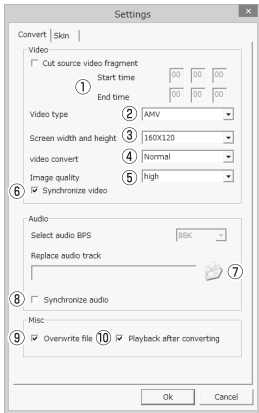 Settings
×
Convert Skin
Video
Cut source video fragment
① Start time 00 00 00
End time 00 00 00
Video type ② AMV
Screen width and height ③ 160X120
video convert ④ Normal
Image quality ⑤ high
⑥ Synchronize video
Audio
Select audio BPS 88K
Replace audio track
⑦
⑧ Synchronize audio
Misc
⑨ Overwrite file ⑩ Playback after converting
Ok Cancel